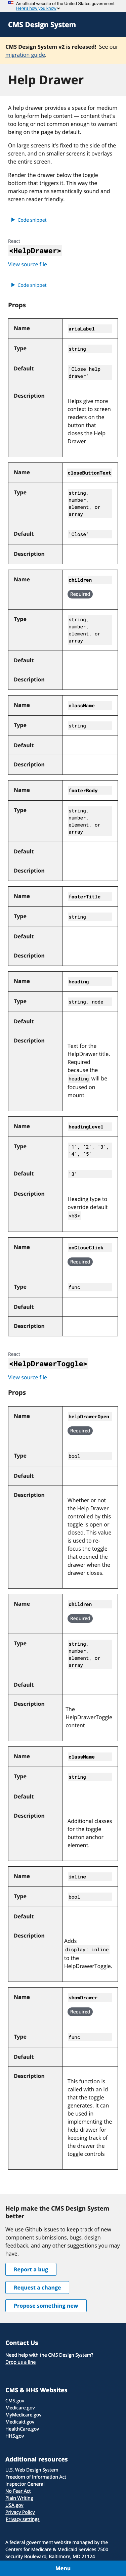 An official website of the United States government
Here's how you know
CMS Design System
CMS Design System v2 is released! See our
migration guide.
Help Drawer
A help drawer provides a space for medium
to long-form help content — content that's
too long or too important to expand inline
without being so long that it warrants
being on the help page by default.
On large screens it's fixed to the side of the
screen, and on smaller screens it overlays
the entire screen.
Render the help drawer below the toggle
button that triggers it. This way the
markup and reading order is semantically
sequential.
Code snippet
React
<HelpDrawer>
View source file
Code snippet
Props
Name
ariaLabel
Type
string
Default
'Close help
drawer'
Description
Helps give more
context to screen
readers on the
button that
closes the Help
Drawer
Name
closeButtonText
Type
string,
number,
element, or
array
Default
'Close'
Description
Name
children
Required
Type
string,
number,
element, or
array
Default
Description
Name
className
Type
string
Default
Description
Name
footerBody
Type
string,
number,
element, or
array
Default
Description
Name
footerTitle
Type
string
Default
Description
Name
heading
Type
string, node
Default
Description
Text for the
HelpDrawer title.
Required
because the
heading will be
focused on
mount.
Name
headingLevel
Type
'1', '2', '3',
'4', '5'
Default
'3'
Description
Heading type to
override default
<h3>
Name
onCloseClick
Required
Type
func
Default
Description
React
<HelpDrawerToggle>
View source file
Props
Name
helpDrawerOpen
Required
Type
bool
Default
Description
Whether or not
the Help Drawer
controlled by this
toggle is open or
closed. This value
is used to re-
focus the toggle
that opened the
drawer when the
drawer closes.
Name
children
Required
Type
string,
number,
element, or
array
Default
Description
The
HelpDrawerToggle
content
Name
className
Type
string
Default
Description
Additional classes
for the toggle
button anchor
element.
Name
inline
Type
bool
Default
Description
Adds
display: inline
to the
HelpDrawerToggle.
Name
showDrawer
Required
Type
func
Default
Description
This function is
called with an id
that the toggle
generates. It can
be used in
implementing the
help drawer for
keeping track of
the drawer the
toggle controls
Help make the CMS Design System
better
We use Github issues to keep track of new
component submissions, bugs, design
feedback, and any other suggestions you may
have.
Report a bug
Request a change
Propose something new
Contact Us
Need help with the CMS Design System?
Drop us a line
CMS & HHS Websites
CMS.gov
Medicare.gov
MyMedicare.gov
Medicaid.gov
HealthCare.gov
HHS.gov
Additional resources
U.S. Web Design System
Freedom of Information Act
Inspector General
No Fear Act
Plain Writing
USA.gov
Privacy Policy
Privacy settings
A federal government website managed by the
Centers for Medicare & Medicaid Services 7500
Security Boulevard, Baltimore, MD 21124
Menu